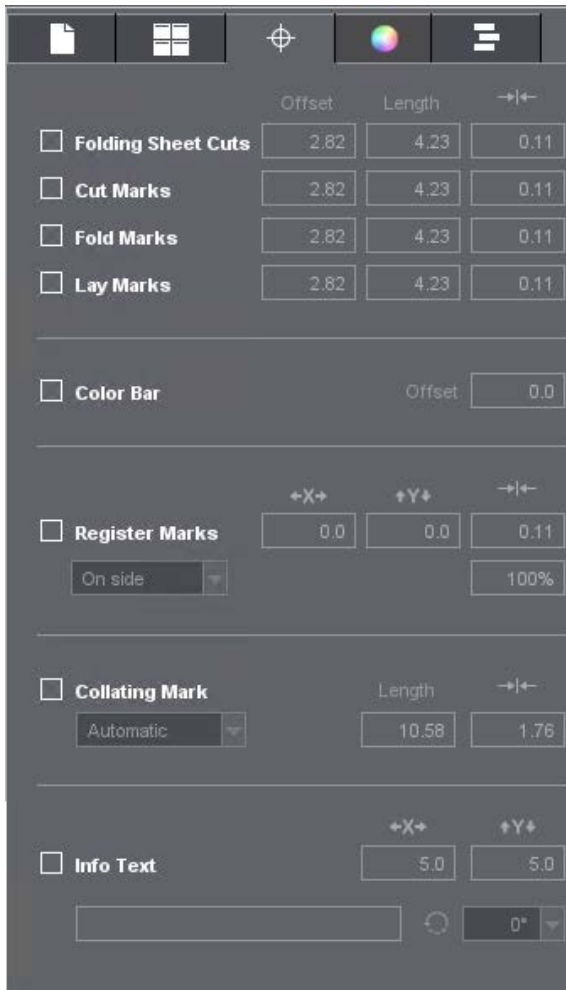 Offset Length
Folding Sheet Cuts 2.82 4.23 0.11
Cut Marks 2.82 4.23 0.11
Fold Marks 2.82 4.23 0.11
Lay Marks 2.82 4.23 0.11
Color Bar Offset 0.0
X Y
Register Marks 0.0 0.0 0.11
On side 100%
Collating Mark Length
Automatic 10.58 1.76
X Y
Info Text 5.0 5.0
0°